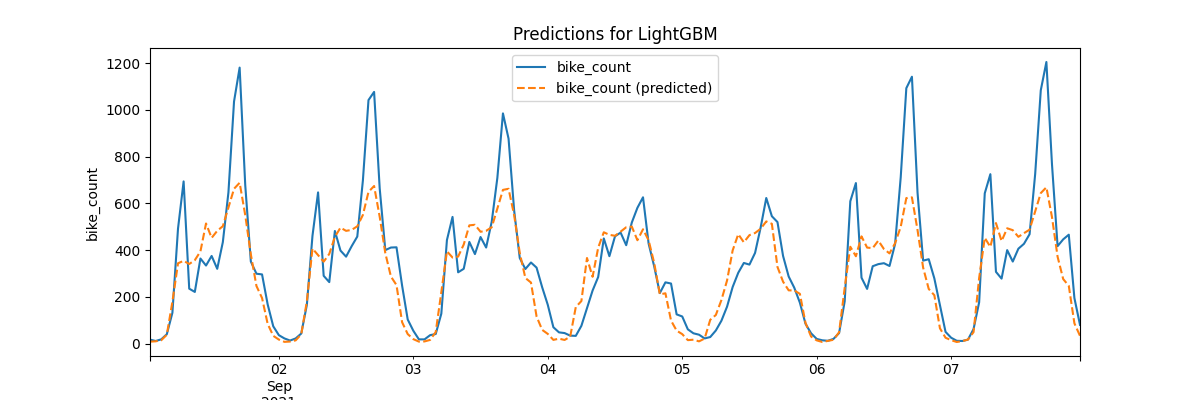 Predictions for LightGBM
bike_count
bike_count (predicted)
1200
1000
800
600
400
200
0
bike_count
02
03
04
05
06
07
Sep
2021